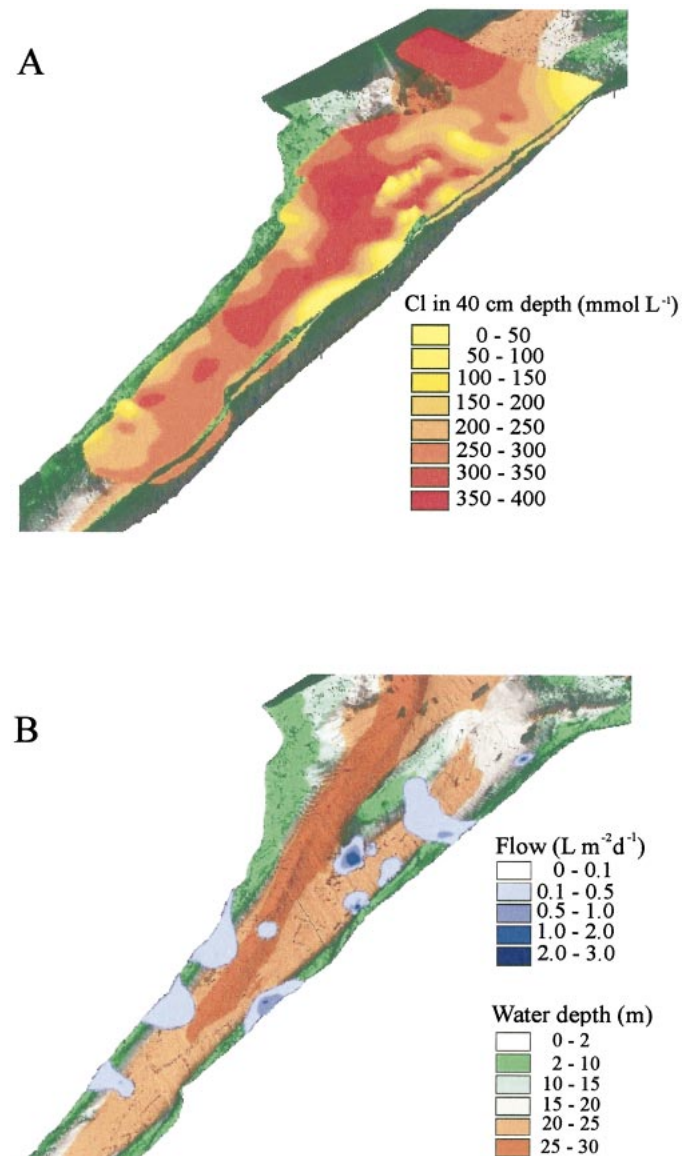 A
Cl in 40 cm depth (mmol L⁻¹)
0 - 50
50 - 100
100 - 150
150 - 200
200 - 250
250 - 300
300 - 350
350 - 400
B
Flow (L m⁻²d⁻¹)
0 - 0.1
0.1 - 0.5
0.5 - 1.0
1.0 - 2.0
2.0 - 3.0
Water depth (m)
0 - 2
2 - 10
10 - 15
15 - 20
20 - 25
25 - 30